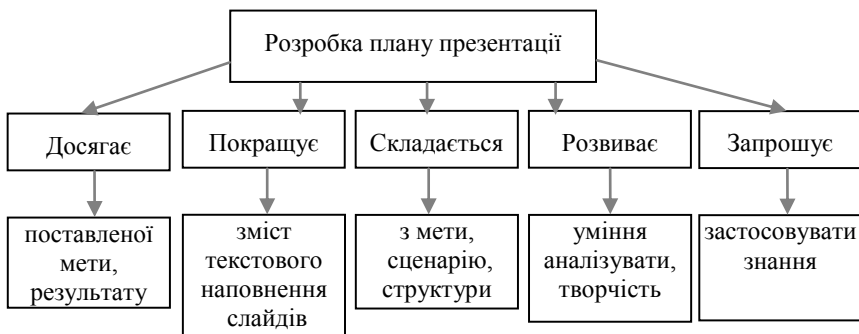 Розробка плану презентації
Досягає
Покращує
Складається
Розвиває
Запрошує
поставленої
мети,
результату
зміст
текстового
наповнення
слайдів
з мети,
сценарію,
структури
уміння
аналізувати,
творчість
застосовувати
знання